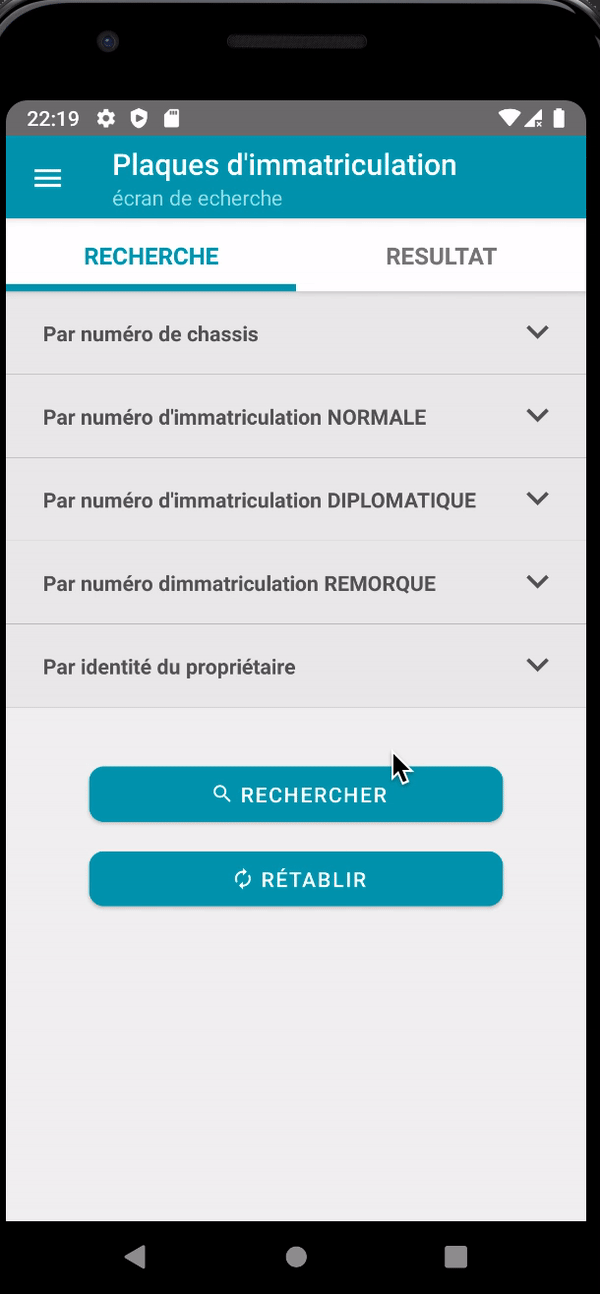 22:19
Plaques d'immatriculation
écran de echerche
RECHERCHE RESULTAT
Par numéro de chassis
Par numéro d'immatriculation NORMALE
Par numéro d'immatriculation DIPLOMATIQUE
Par numéro dimmatriculation REMORQUE
Par identité du propriétaire
RECHERCHER
RÉTABLIR